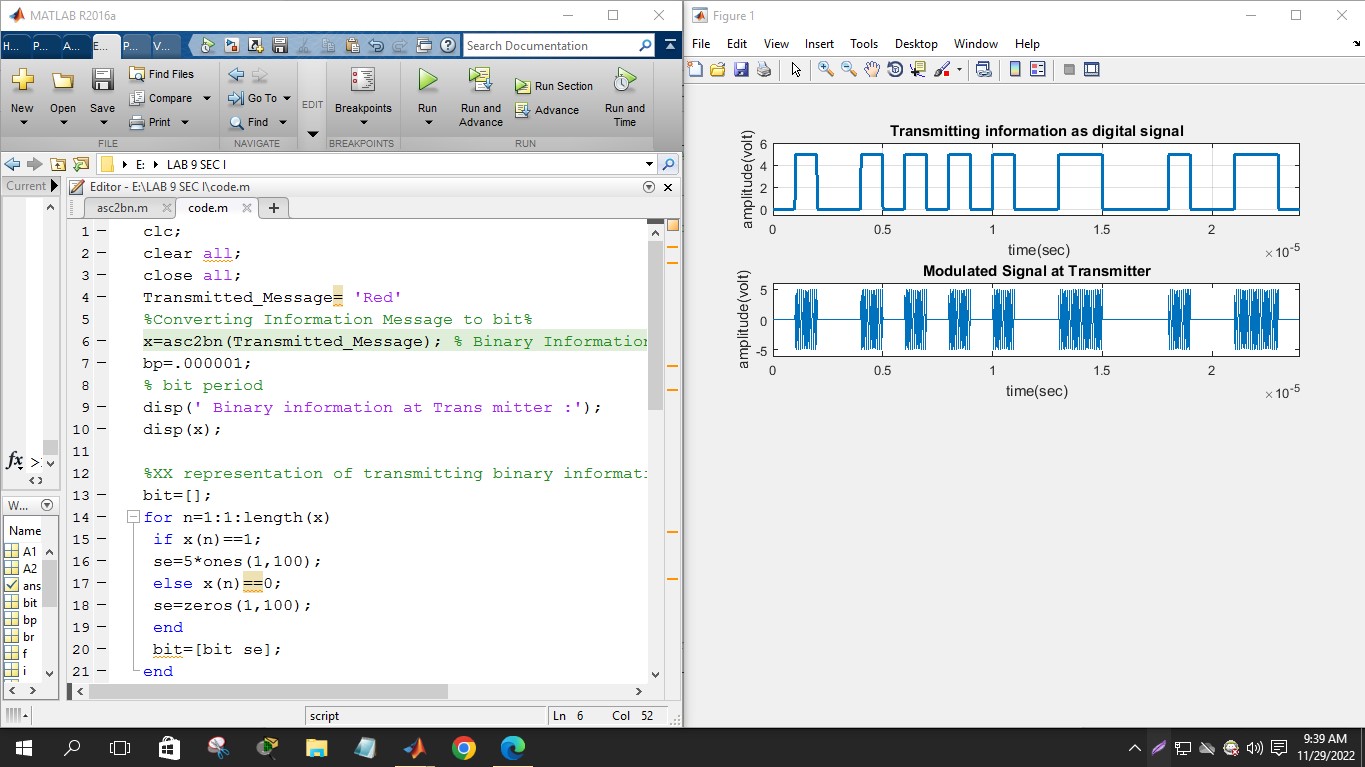 MATLAB R2016a
H... P... A... E... P... V...
Search Documentation
New
Open
Save
Find Files
Compare
Print
Go To
Find
EDIT
Breakpoints
Run
Run and
Advance
Run Section
Advance
Run and
Time
FILE
NAVIGATE
BREAKPOINTS
RUN
E: LAB 9 SEC I
Current
Editor - E:\LAB 9 SEC I\code.m
asc2bn.m
code.m
1 clc;
2 clear all;
3 close all;
4 Transmitted_Message= 'Red'
5 %Converting Information Message to bit%
6 x=asc2bn(Transmitted_Message); % Binary Information
7 bp=.000001;
8 % bit period
9 disp(' Binary information at Trans mitter :');
10 disp(x);
11
12 %XX representation of transmitting binary informati
13 bit=[];
14 for n=1:1:length(x)
15 if x(n)==1;
16 se=5*ones(1,100);
17 else x(n)==0;
18 se=zeros(1,100);
19 end
20 bit=[bit se];
21 end
fx >
W...
Name
A1
A2
ans
bit
bp
br
f
i
script
Ln 6 Col 52
Figure 1
File Edit View Insert Tools Desktop Window Help
Transmitting information as digital signal
amplitude(volt)
6
4
2
0
0 0.5 1 1.5 2
time(sec)
×10-5
Modulated Signal at Transmitter
amplitude(volt)
5
0
-5
0 0.5 1 1.5 2
time(sec)
×10-5
9:39 AM
11/29/2022